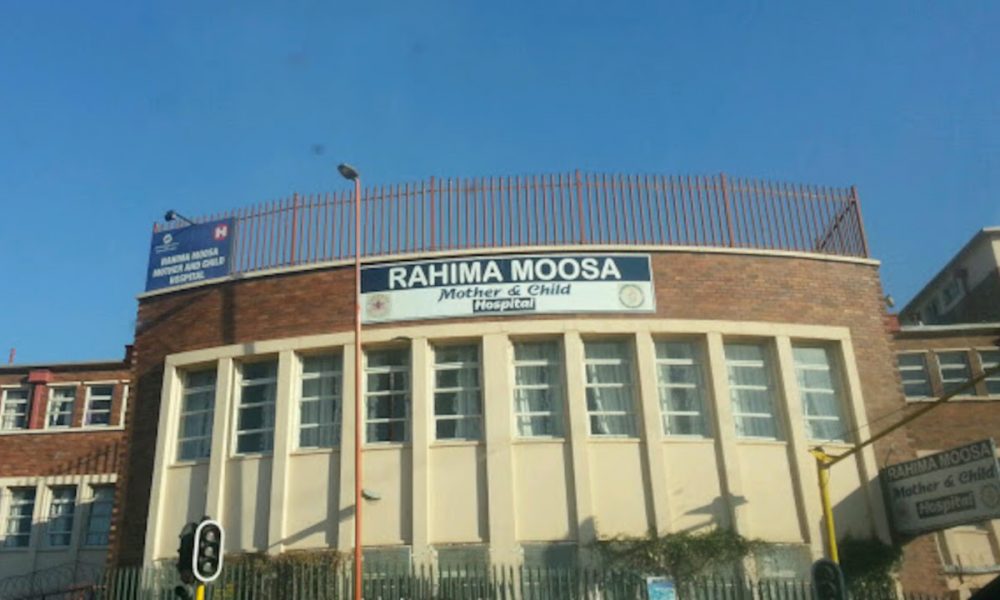 H
RAHIMA MOOSA
MOTHER AND CHILD
HOSPITAL
RAHIMA MOOSA
Mother & Child
Hospital
RAHIMA MOOSA
Mother & Child
Hospital